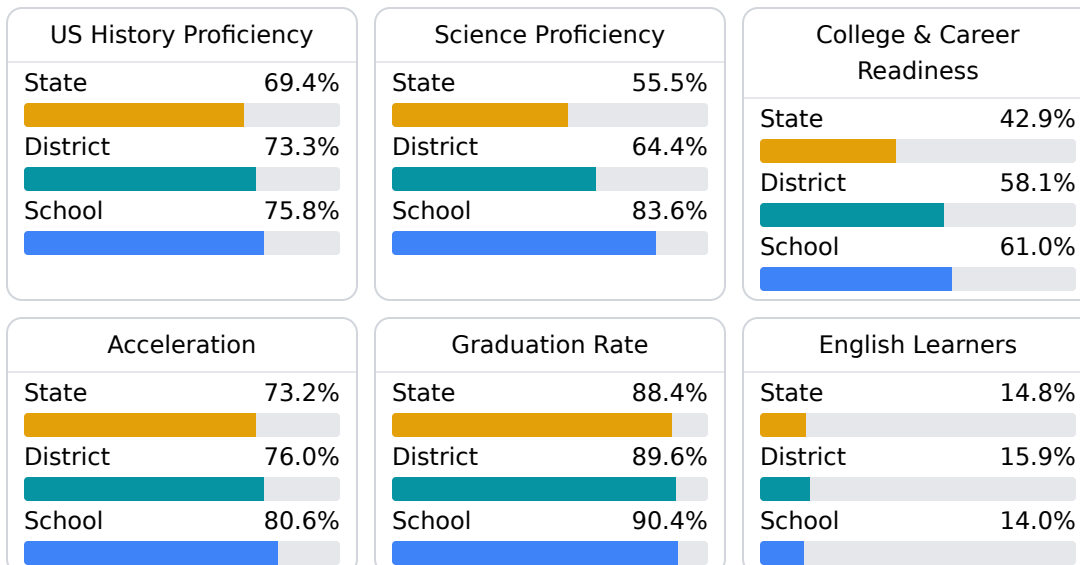 US History Proficiency
State 69.4%
District 73.3%
School 75.8%
Science Proficiency
State 55.5%
District 64.4%
School 83.6%
College & Career
Readiness
State 42.9%
District 58.1%
School 61.0%
Acceleration
State 73.2%
District 76.0%
School 80.6%
Graduation Rate
State 88.4%
District 89.6%
School 90.4%
English Learners
State 14.8%
District 15.9%
School 14.0%